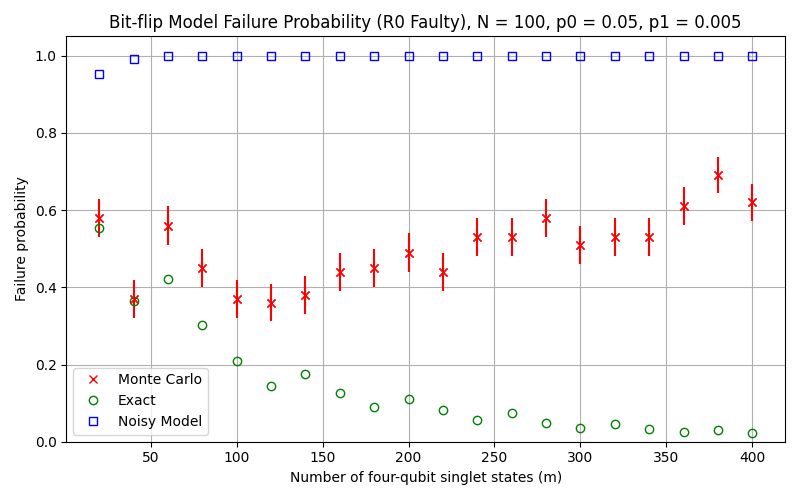 Bit-flip Model Failure Probability (R0 Faulty), N = 100, p0 = 0.05, p1 = 0.005
Failure probability
1.0
0.8
0.6
0.4
0.2
0.0
Monte Carlo
Exact
Noisy Model
50 100 150 200 250 300 350 400
Number of four-qubit singlet states (m)